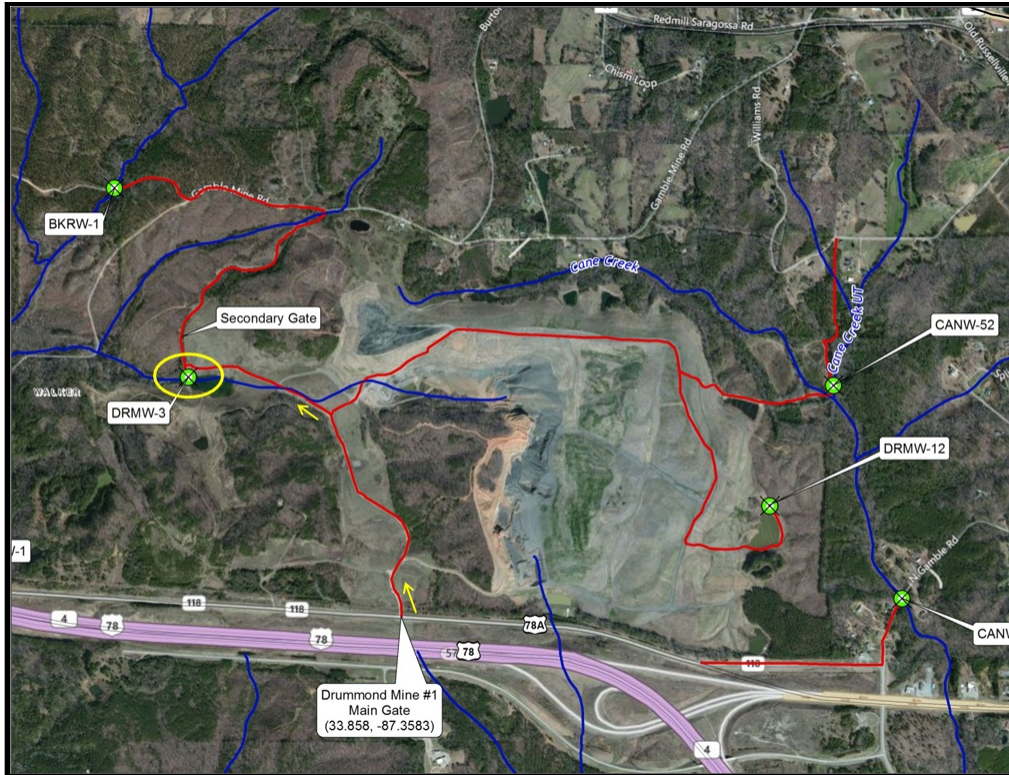 Redmill Saragossa Rd
Old Russellville
Burton
Chism Loop
Williams Rd
Gamble Mine Rd
Gamble Mine Rd
BKRW-1
Cane Creek
Cane Creek UT
Secondary Gate
CANW-52
WALKER
DRMW-3
DRMW-12
N Gamble Rd
118
118
78A
4
78
78
57
78
118
CANW
Drummond Mine #1
Main Gate
(33.858, -87.3583)
4